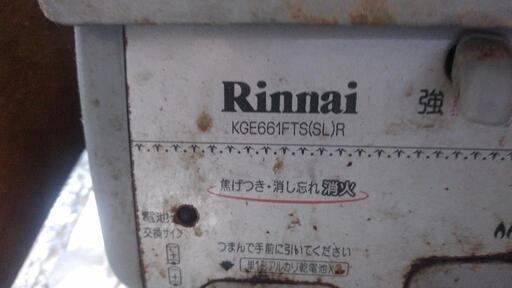 Rinnai
強
KGE661FTS(SL)R
焦げつき・消し忘れ 消火
電池
交換サイン
つまんで手前に引いてください
単1形アルカリ乾電池